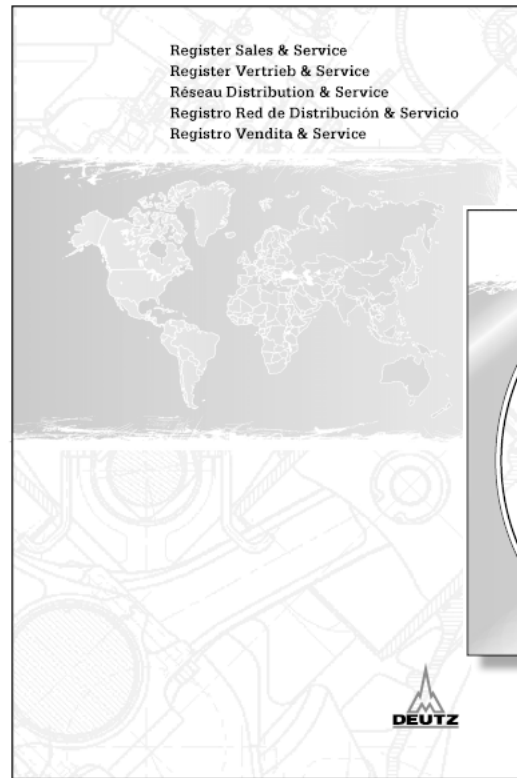 Register Sales & Service
Register Vertrieb & Service
Réseau Distribution & Service
Registro Red de Distribución & Servicio
Registro Vendita & Service
DEUTZ